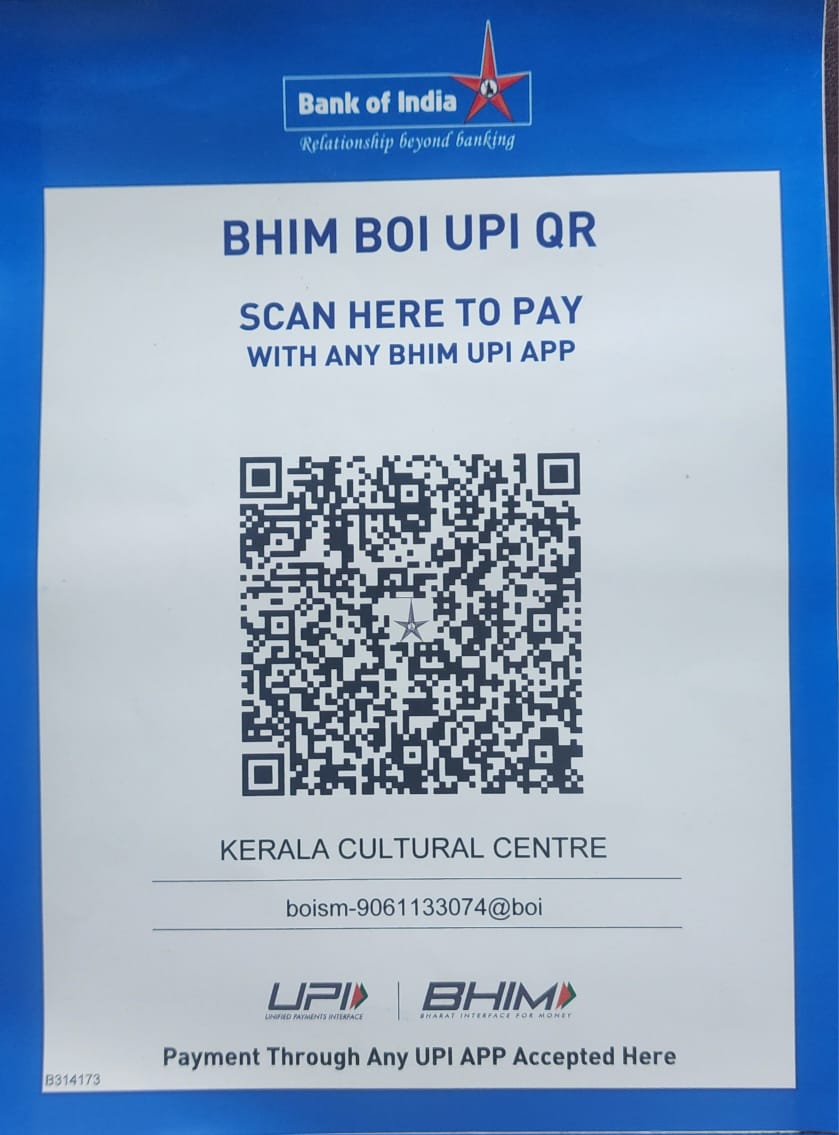 Bank of India
Relationship beyond banking
BHIM BOI UPI QR
SCAN HERE TO PAY
WITH ANY BHIM UPI APP
KERALA CULTURAL CENTRE
boism-9061133074@boi
UPI
UNIFIED PAYMENTS INTERFACE
BHIM
BHARAT INTERFACE FOR MONEY
Payment Through Any UPI APP Accepted Here
B314173